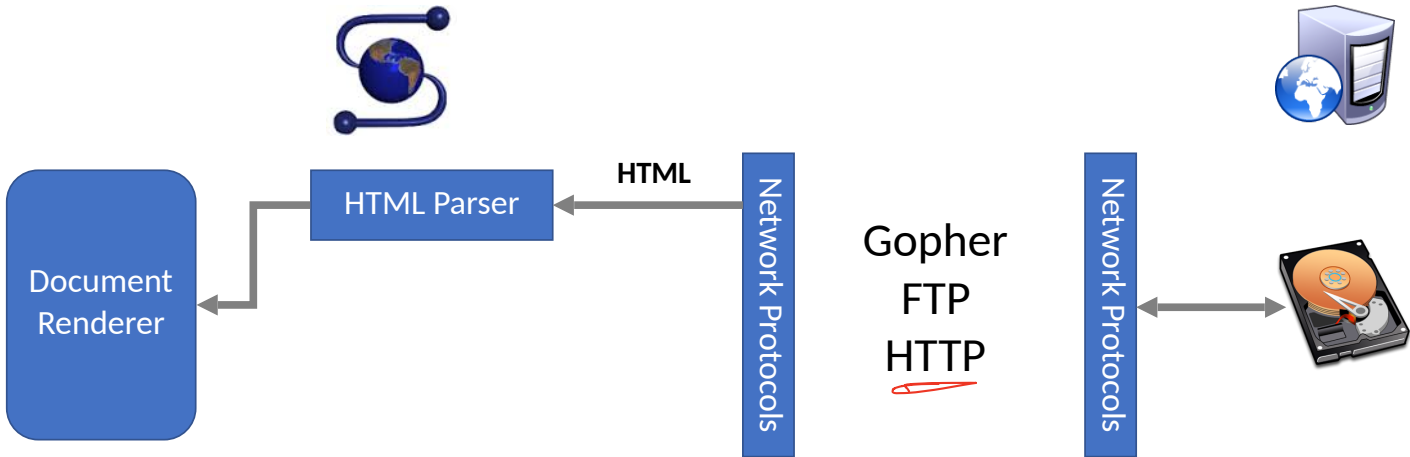 HTML
HTML Parser
Document
Renderer
Network Protocols
Gopher
FTP
HTTP
Network Protocols